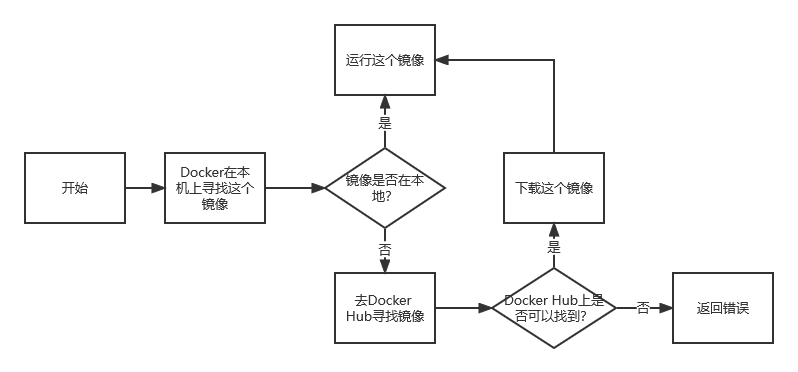 运行这个镜像
是
开始
Docker在本
机上寻找这个
镜像
镜像是否在本
地?
下载这个镜像
否
是
去Docker
Hub寻找镜像
Docker Hub上是
否可以找到?
否
返回错误